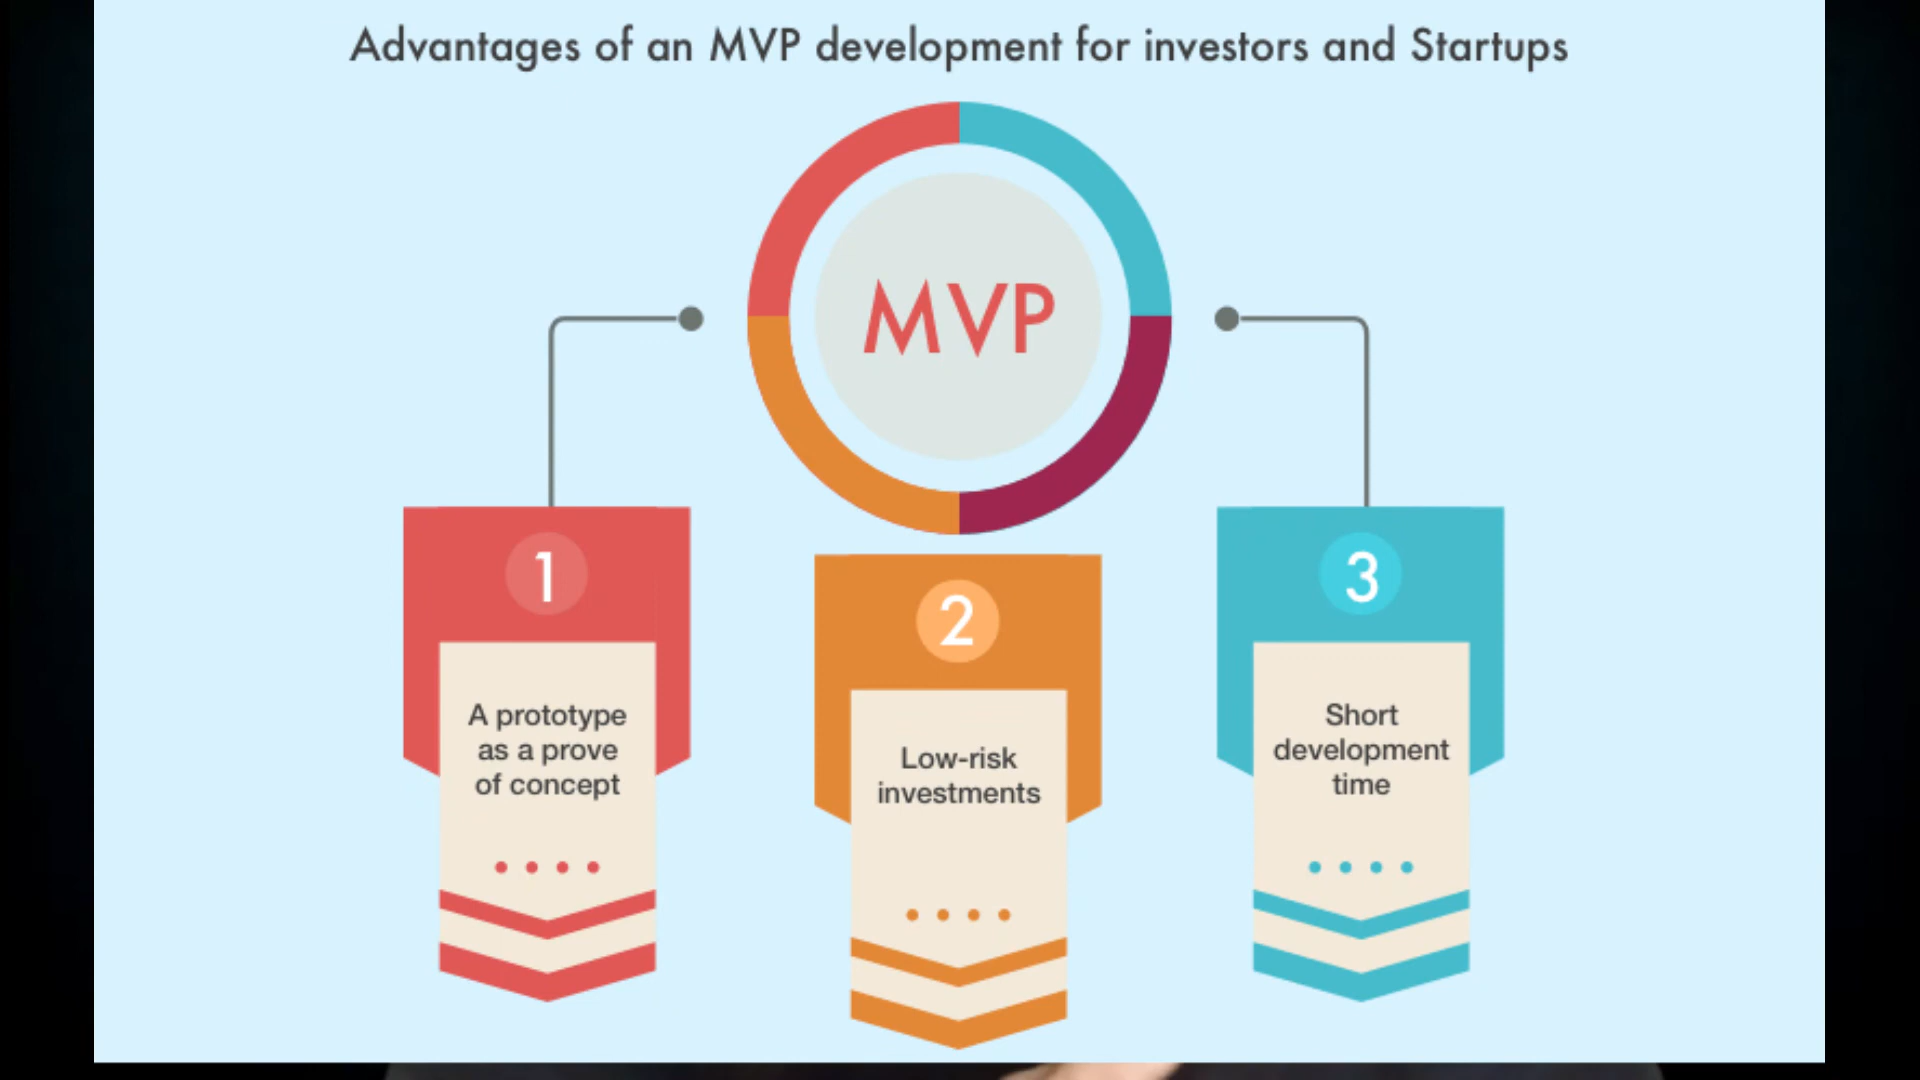 Advantages of an MVP development for investors and Startups
MVP
1
A prototype
as a prove
of concept
2
Low-risk
investments
3
Short
development
time